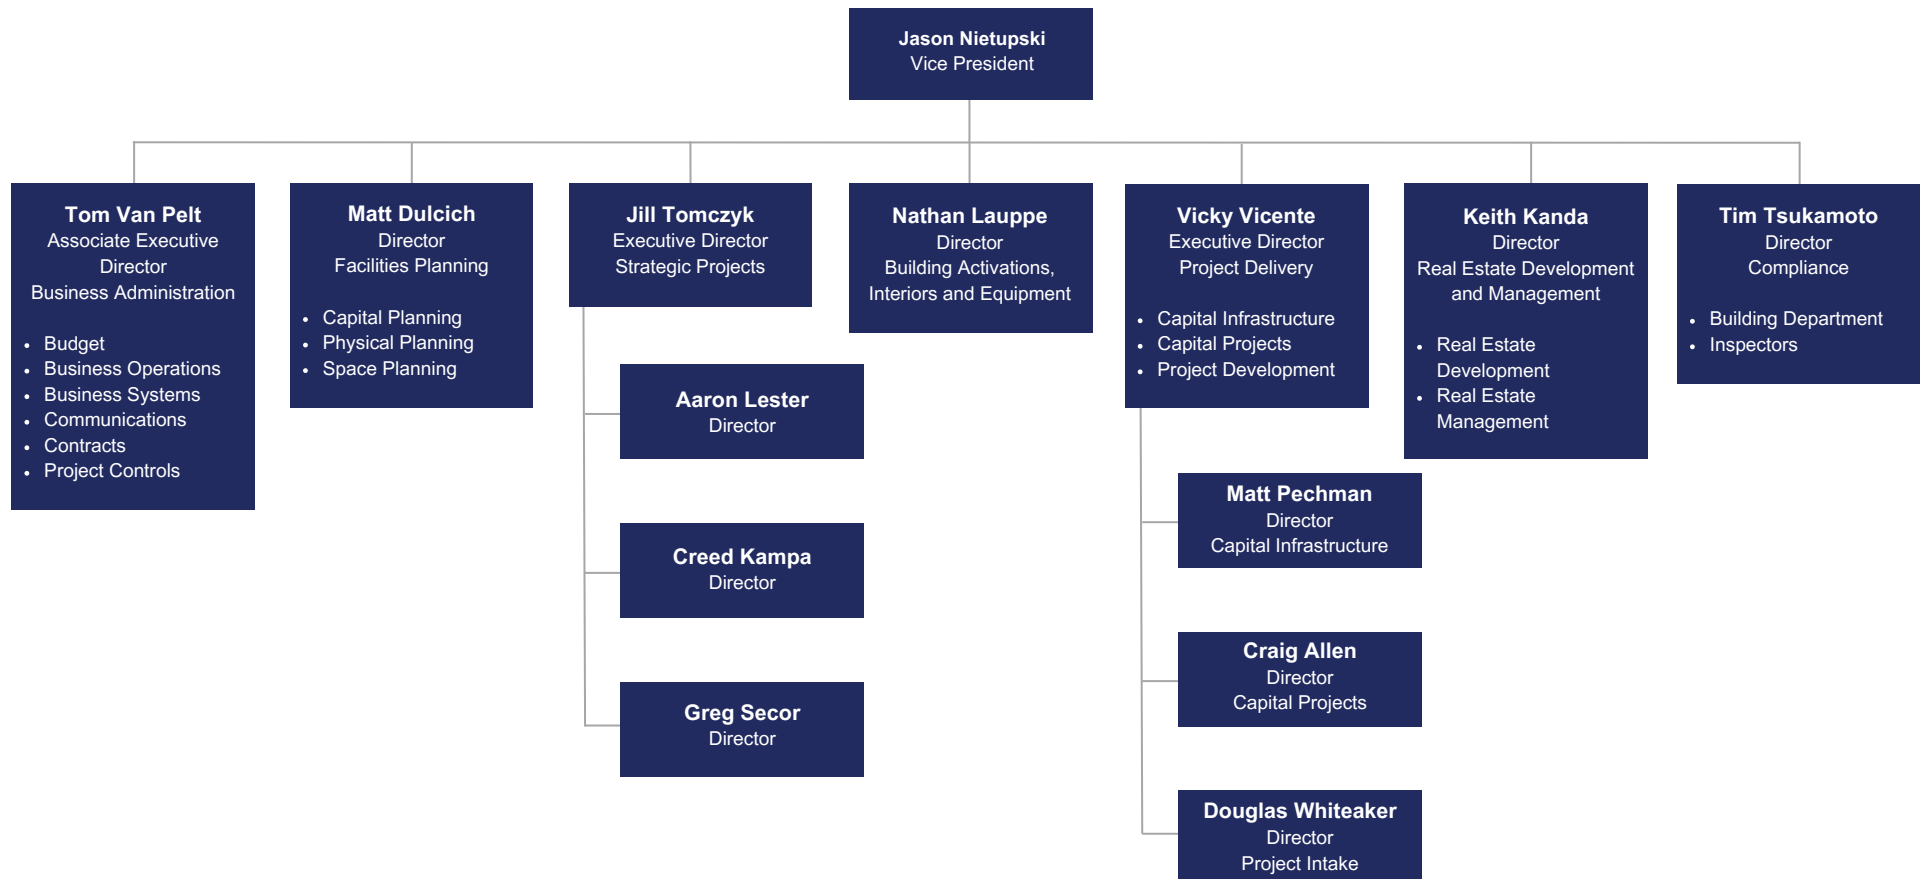 Jason Nietupski
Vice President
Tom Van Pelt
Associate Executive
Director
Business Administration
• Budget
• Business Operations
• Business Systems
• Communications
• Contracts
• Project Controls
Matt Dulcich
Director
Facilities Planning
• Capital Planning
• Physical Planning
• Space Planning
Jill Tomczyk
Executive Director
Strategic Projects
Aaron Lester
Director
Creed Kampa
Director
Greg Secor
Director
Nathan Lauppe
Director
Building Activations,
Interiors and Equipment
Vicky Vicente
Executive Director
Project Delivery
• Capital Infrastructure
• Capital Projects
• Project Development
Matt Pechman
Director
Capital Infrastructure
Craig Allen
Director
Capital Projects
Douglas Whiteaker
Director
Project Intake
Keith Kanda
Director
Real Estate Development
and Management
• Real Estate
Development
• Real Estate
Management
Tim Tsukamoto
Director
Compliance
• Building Department
• Inspectors